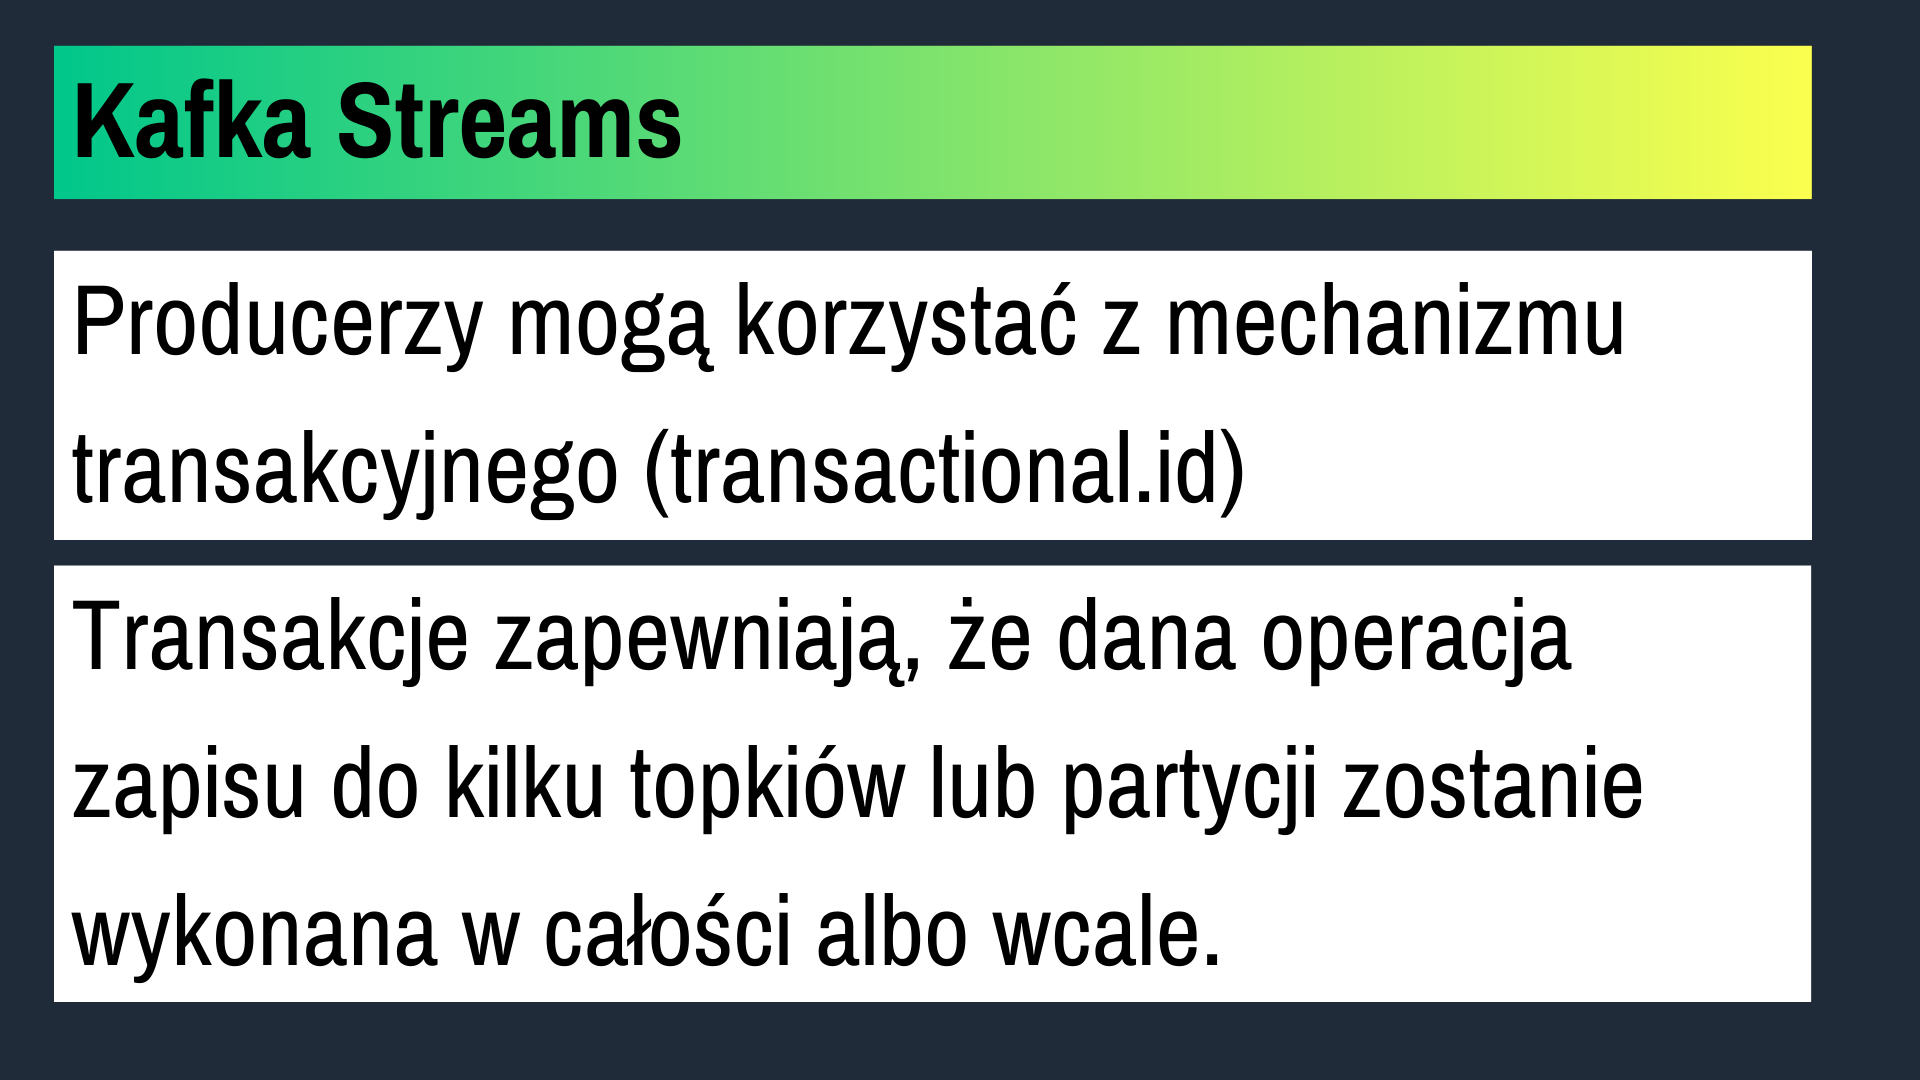 Kafka Streams
Producerzy mogą korzystać z mechanizmu
transakcyjnego (transactional.id)
Transakcje zapewniają, że dana operacja
zapisu do kilku topkiów lub partycji zostanie
wykonana w całości albo wcale.